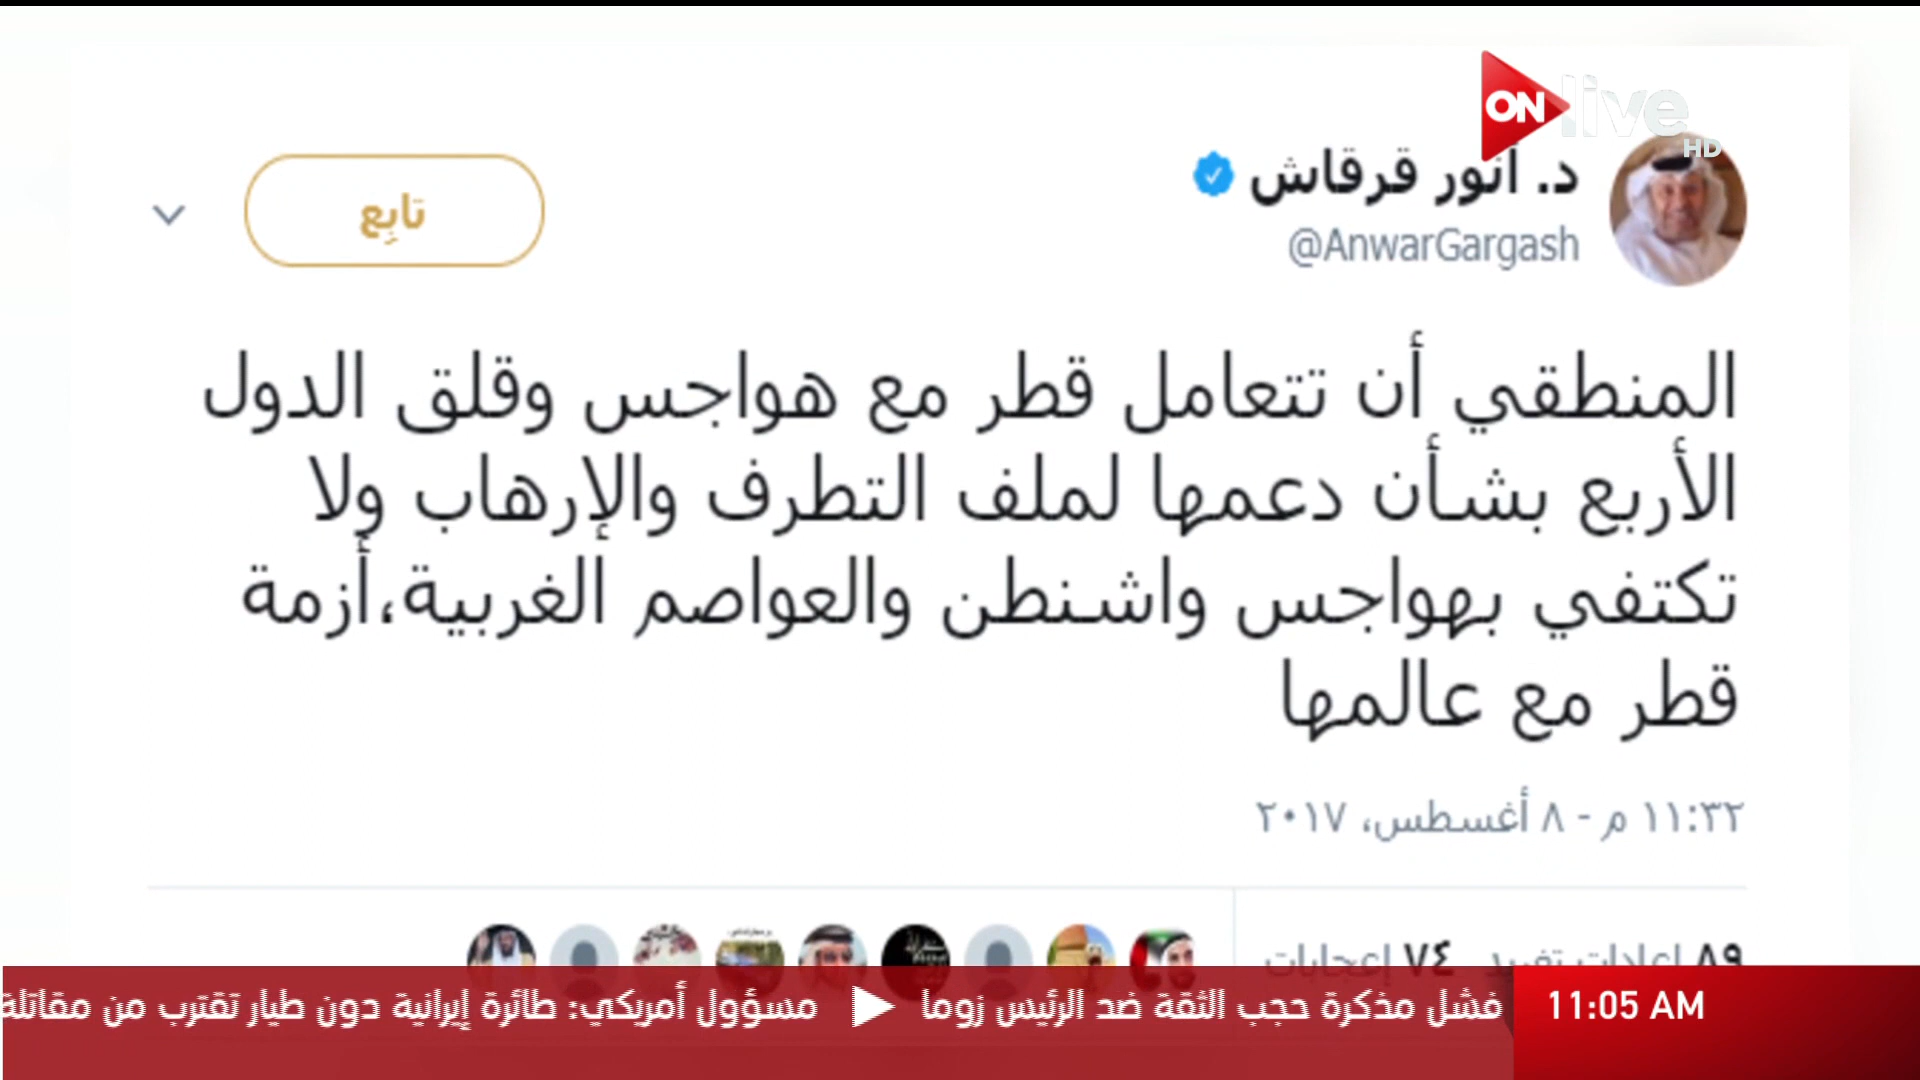 ON live
HD
د. أنور قرقاش
@AnwarGargash
تابِع
المنطقي أن تتعامل قطر مع هواجس وقلق الدول
الأربع بشأن دعمها لملف التطرف والإرهاب ولا
تكتفي بهواجس واشنطن والعواصم الغربية،أزمة
قطر مع عالمها
١١:٣٢ م - ٨ أغسطس، ٢٠١٧
٨٩ إعادات تغريد ٧٤ إعجابات
11:05 AM
فشل مذكرة حجب الثقة ضد الرئيس زوما
مسؤول أمريكي: طائرة إيرانية دون طيار تقترب من مقاتلة